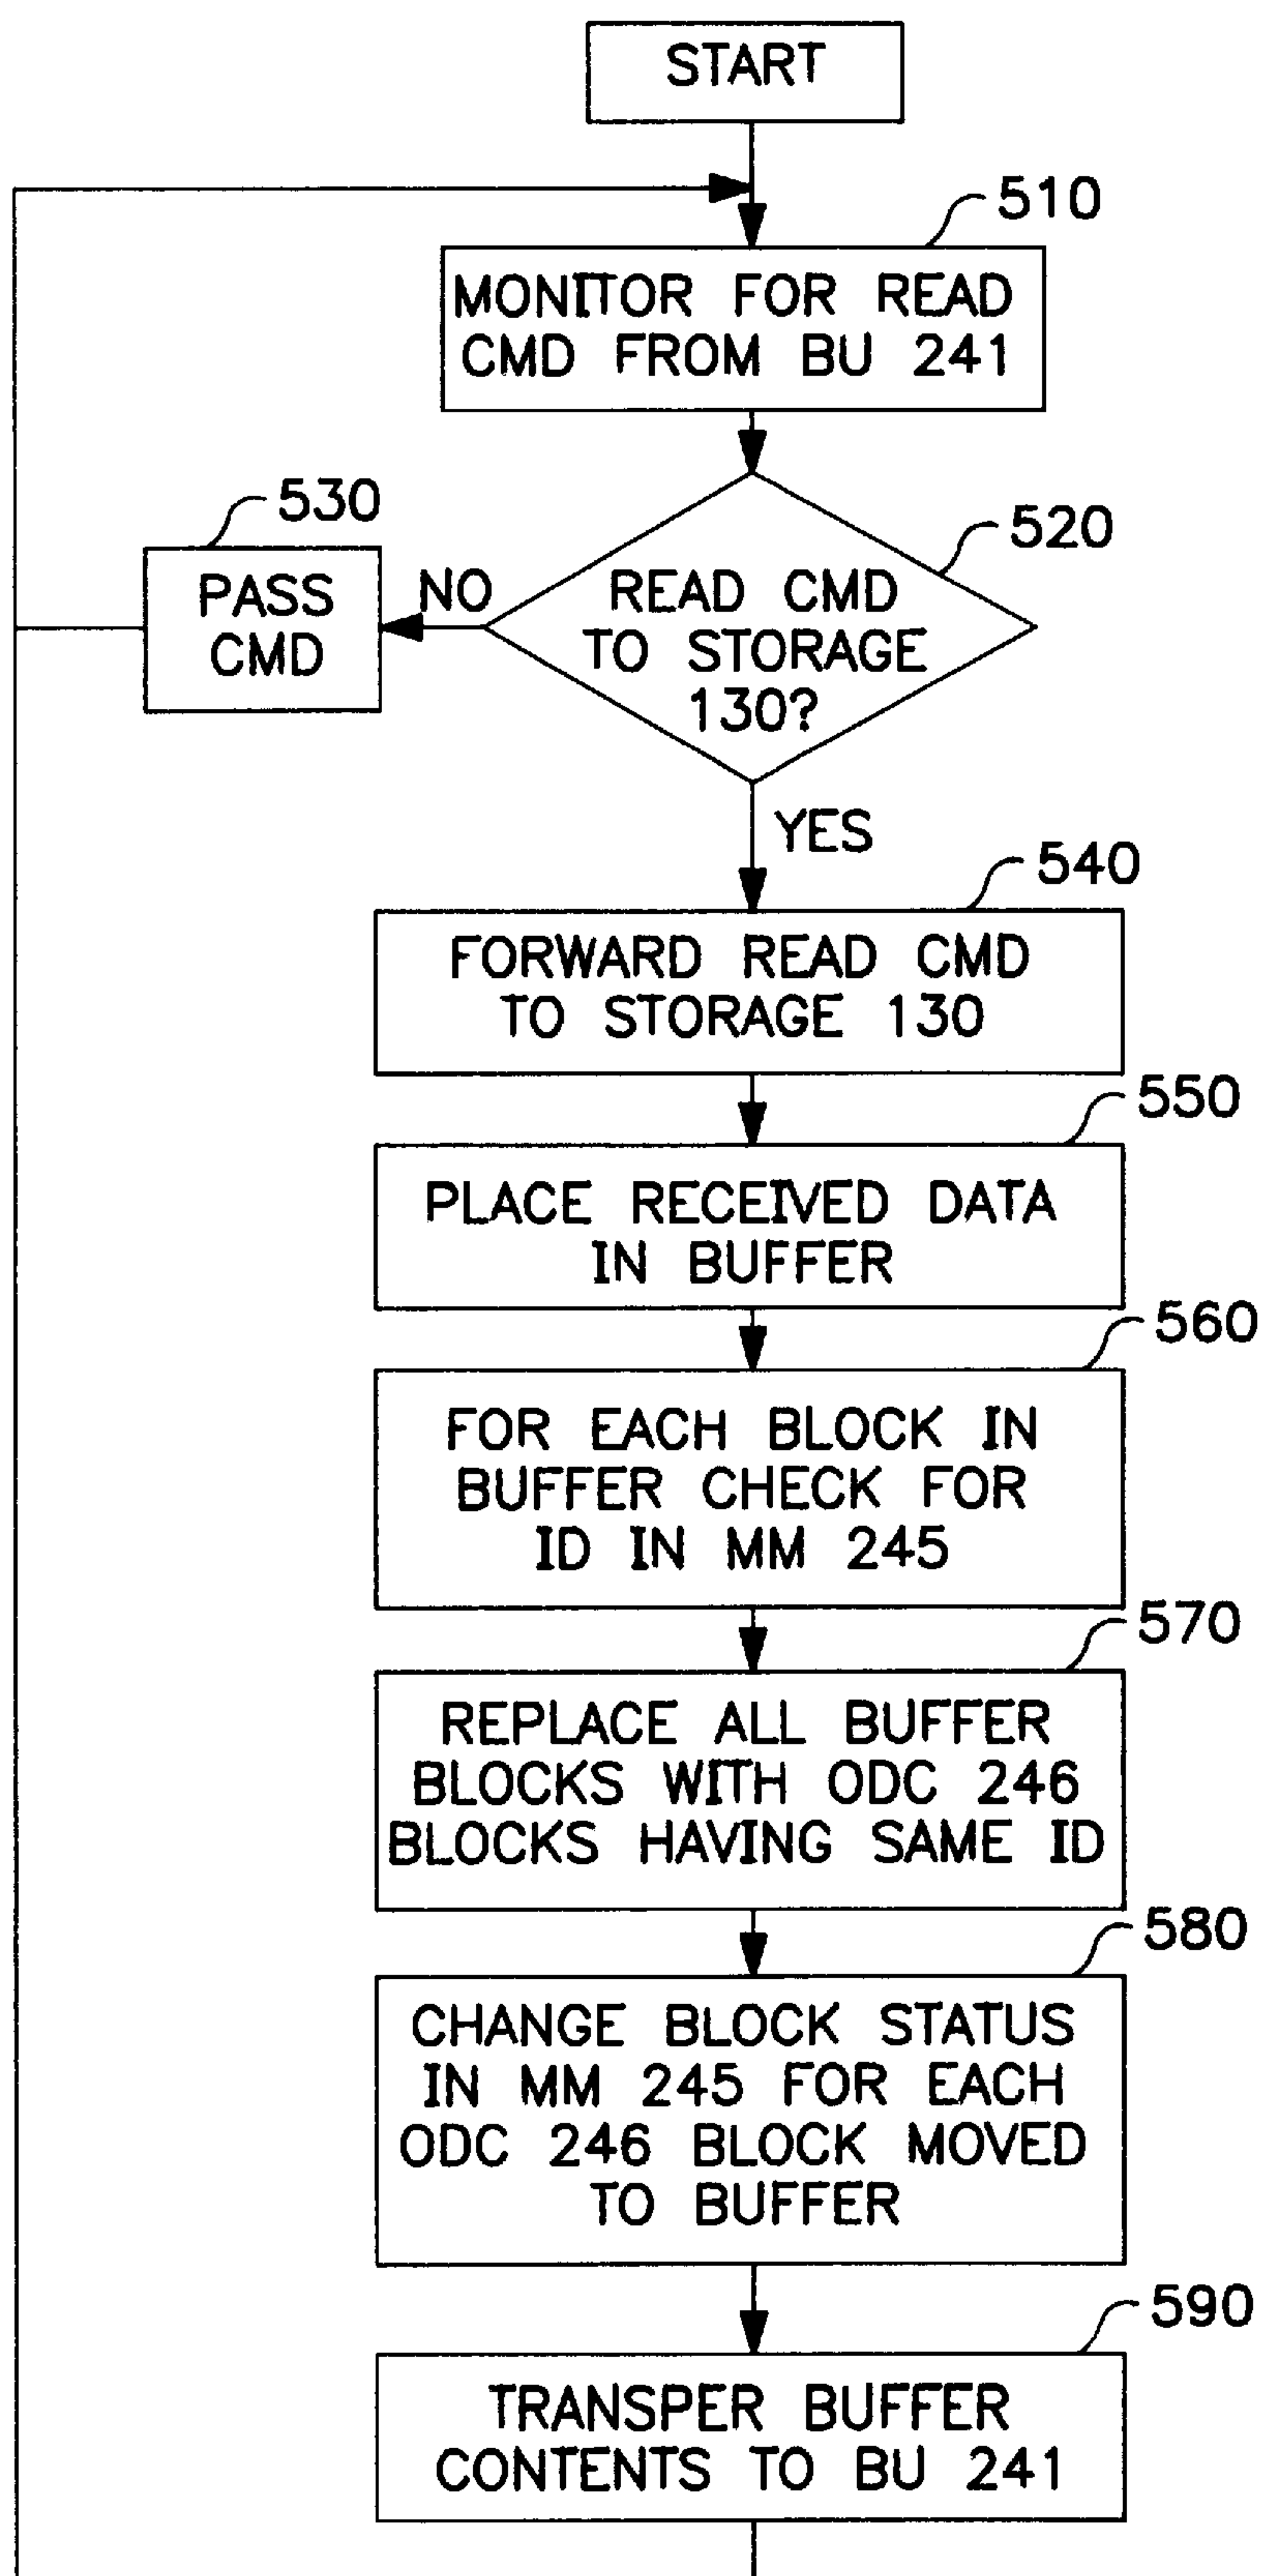 START
510
MONITOR FOR READ
CMD FROM BU 241
530
520
PASS
CMD
NO
READ CMD
TO STORAGE
130?
YES
540
FORWARD READ CMD
TO STORAGE 130
550
PLACE RECEIVED DATA
IN BUFFER
560
FOR EACH BLOCK IN
BUFFER CHECK FOR
ID IN MM 245
570
REPLACE ALL BUFFER
BLOCKS WITH ODC 246
BLOCKS HAVING SAME ID
580
CHANGE BLOCK STATUS
IN MM 245 FOR EACH
ODC 246 BLOCK MOVED
TO BUFFER
590
TRANSPER BUFFER
CONTENTS TO BU 241